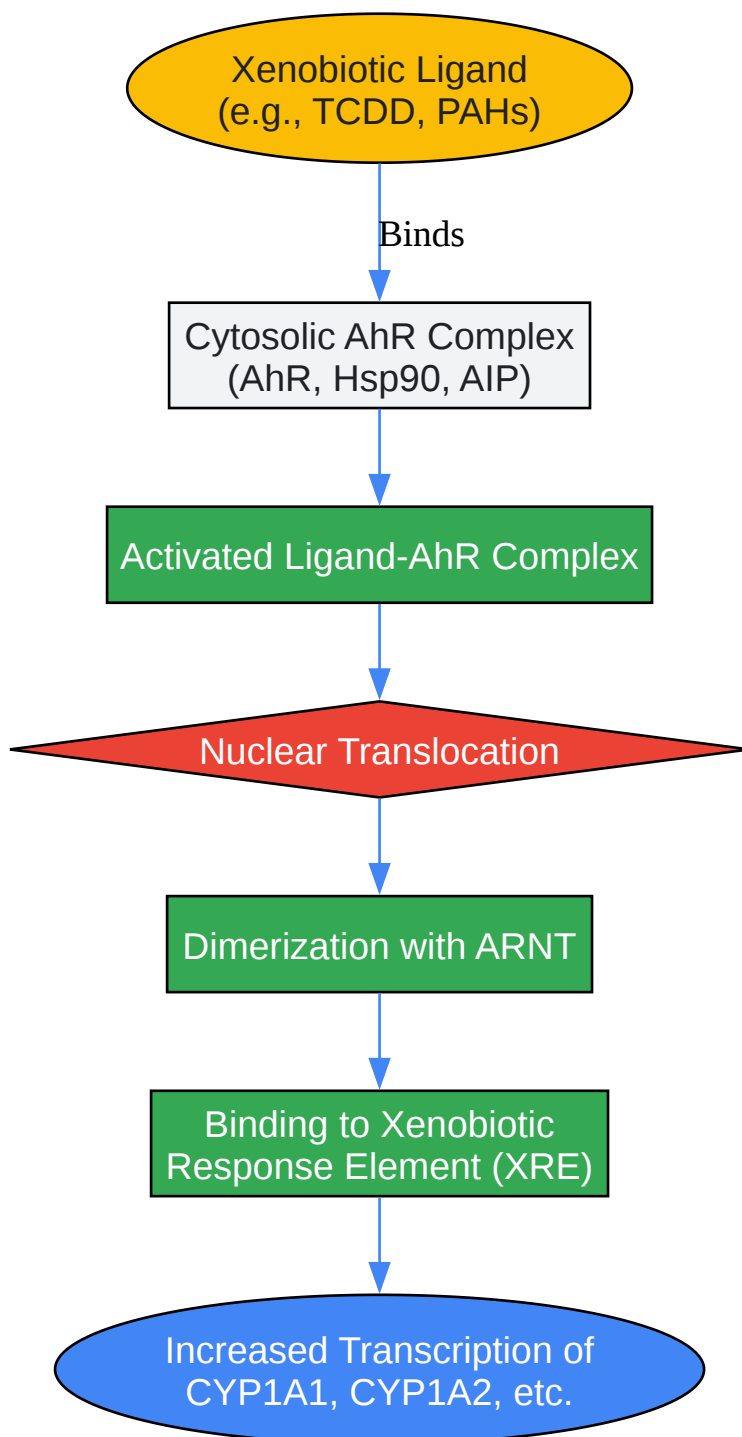 Xenobiotic Ligand
(e.g., TCDD, PAHs)
Binds
Cytosolic AhR Complex
(AhR, Hsp90, AIP)
Activated Ligand-AhR Complex
Nuclear Translocation
Dimerization with ARNT
Binding to Xenobiotic
Response Element (XRE)
Increased Transcription of
CYP1A1, CYP1A2, etc.